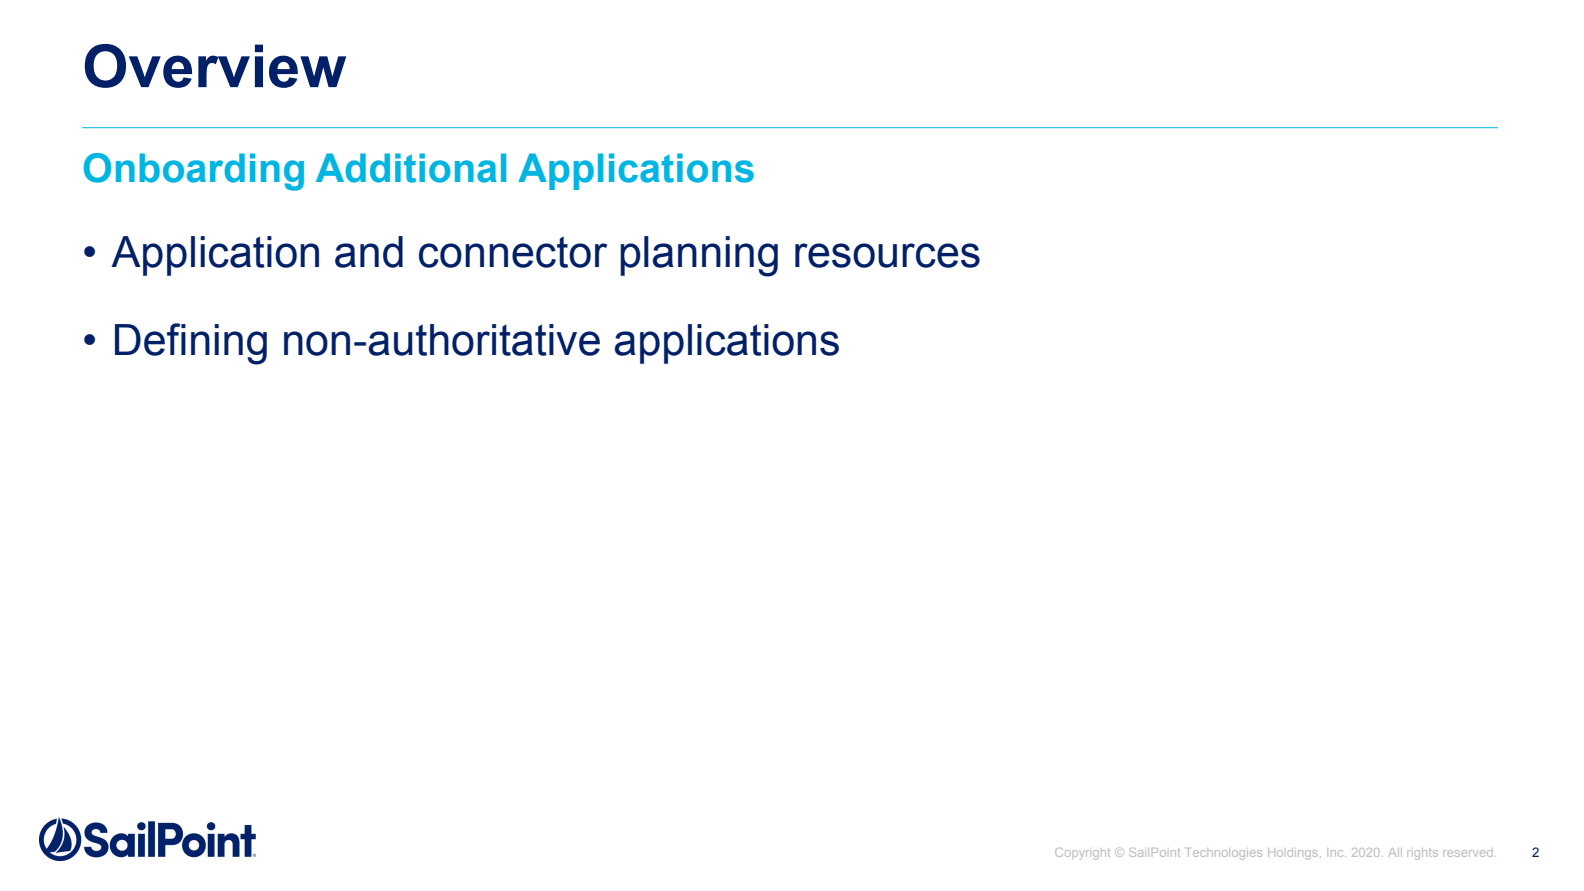 Overview
Onboarding Additional Applications
• Application and connector planning resources
• Defining non-authoritative applications
SailPoint
Copyright © SailPoint Technologies Holdings, Inc. 2020. All rights reserved. 2